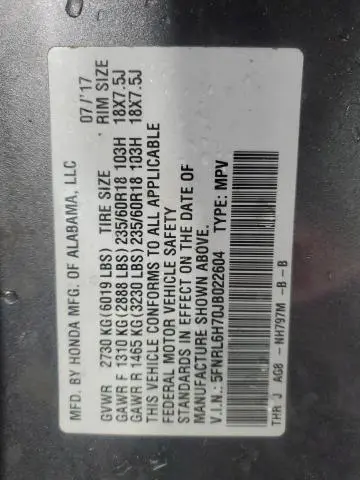 MFD. BY HONDA MFG. OF ALABAMA, LLC 07/'17
GVWR 2730 KG(6019 LBS) TIRE SIZE RIM SIZE
GAWR F 1310 KG(2888 LBS) 235/60R18 103H 18X7.5J
GAWR R 1465 KG(3230 LBS) 235/60R18 103H 18X7.5J
THIS VEHICLE CONFORMS TO ALL APPLICABLE
FEDERAL MOTOR VEHICLE SAFETY
STANDARDS IN EFFECT ON THE DATE OF
MANUFACTURE SHOWN ABOVE.
V.I.N.: 5FNRL6H70JB022604 TYPE: MPV
THR J AG8 - NH797M -B -B